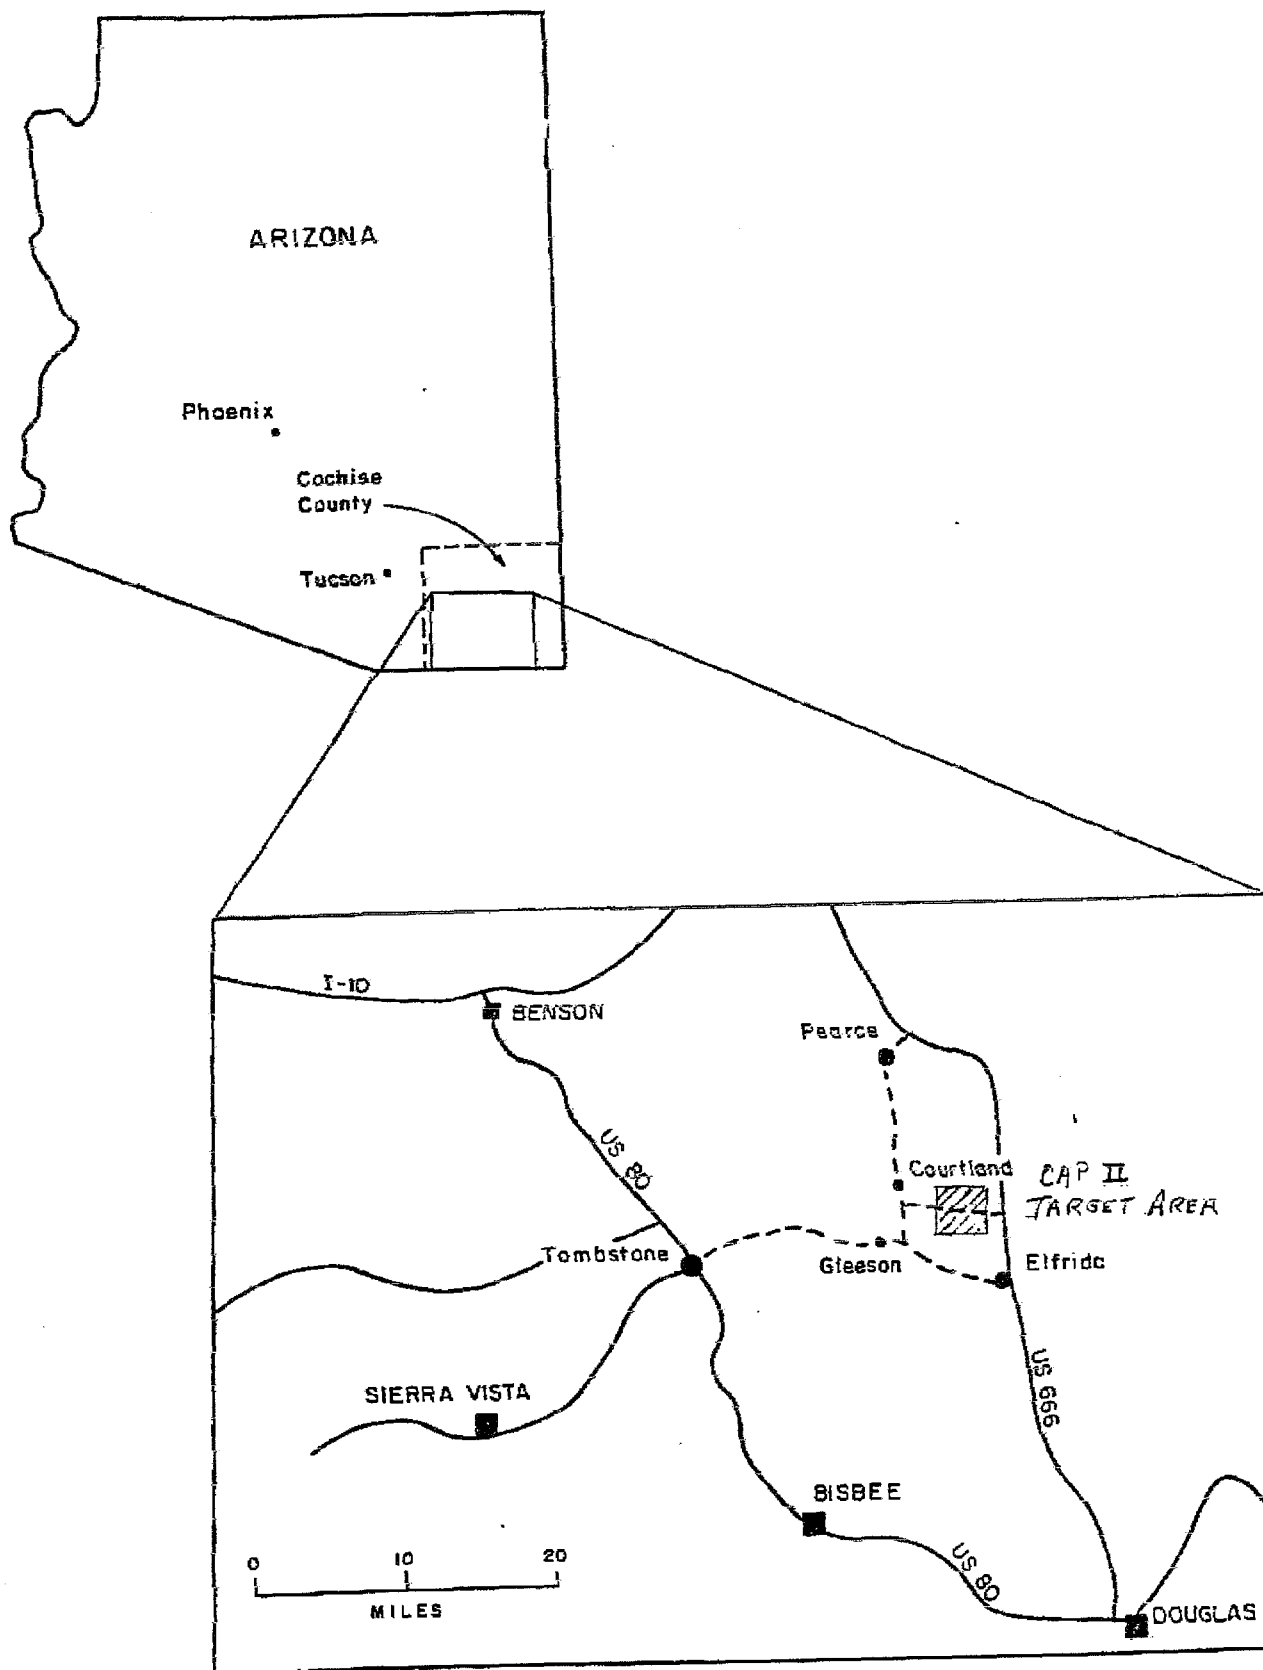 ARIZONA
Phoenix
Cochise
County
Tucson
I-10
BENSON
Pearce
US 80
Courtland
CAP II
TARGET AREA
Tombstone
Gleeson
Elfrida
SIERRA VISTA
US 666
BISBEE
0 10 20
MILES
US 80
DOUGLAS